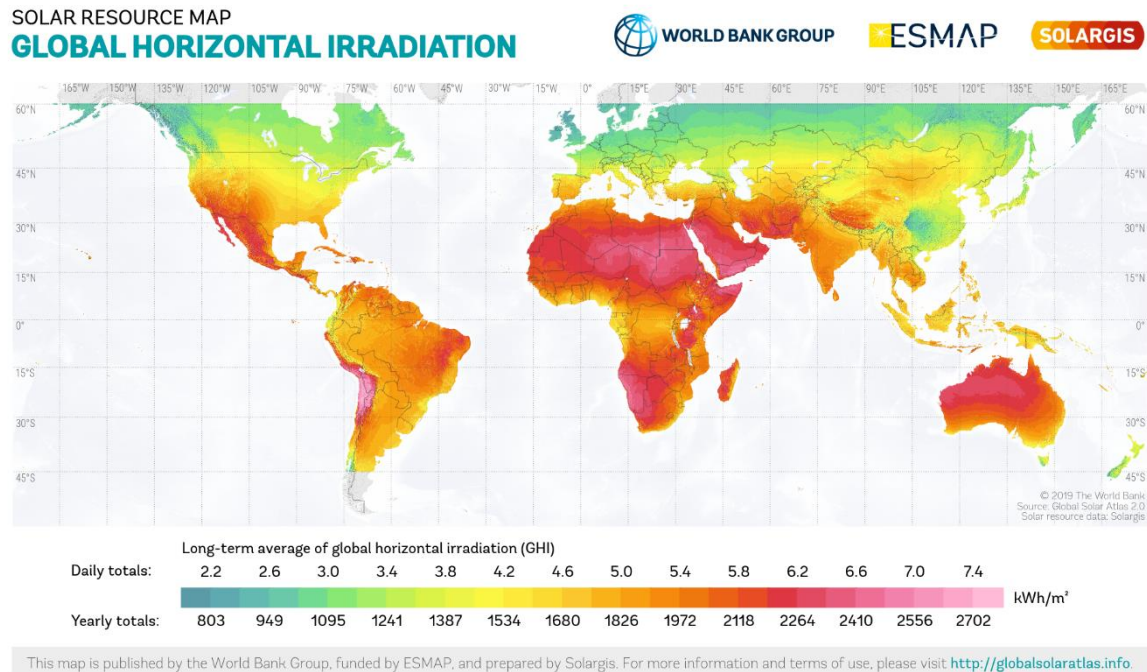 SOLAR RESOURCE MAP
GLOBAL HORIZONTAL IRRADIATION
WORLD BANK GROUP
ESMAP
SOLARGIS
165°W 150°W 135°W 120°W 105°W 90°W 75°W 60°W 45°W 30°W 15°W 0° 15°E 30°E 45°E 60°E 75°E 90°E 105°E 120°E 135°E 150°E 165°E
60°N 60°N
45°N 45°N
30°N 30°N
15°N 15°N
0° 0°
15°S 15°S
30°S 30°S
45°S 45°S
© 2019 The World Bank
Source: Global Solar Atlas 2.0
Solar resource data: Solargis
Long-term average of global horizontal irradiation (GHI)
Daily totals: 2.2 2.6 3.0 3.4 3.8 4.2 4.6 5.0 5.4 5.8 6.2 6.6 7.0 7.4
kWh/m²
Yearly totals: 803 949 1095 1241 1387 1534 1680 1826 1972 2118 2264 2410 2556 2702
This map is published by the World Bank Group, funded by ESMAP, and prepared by Solargis. For more information and terms of use, please visit http://globalsolaratlas.info.